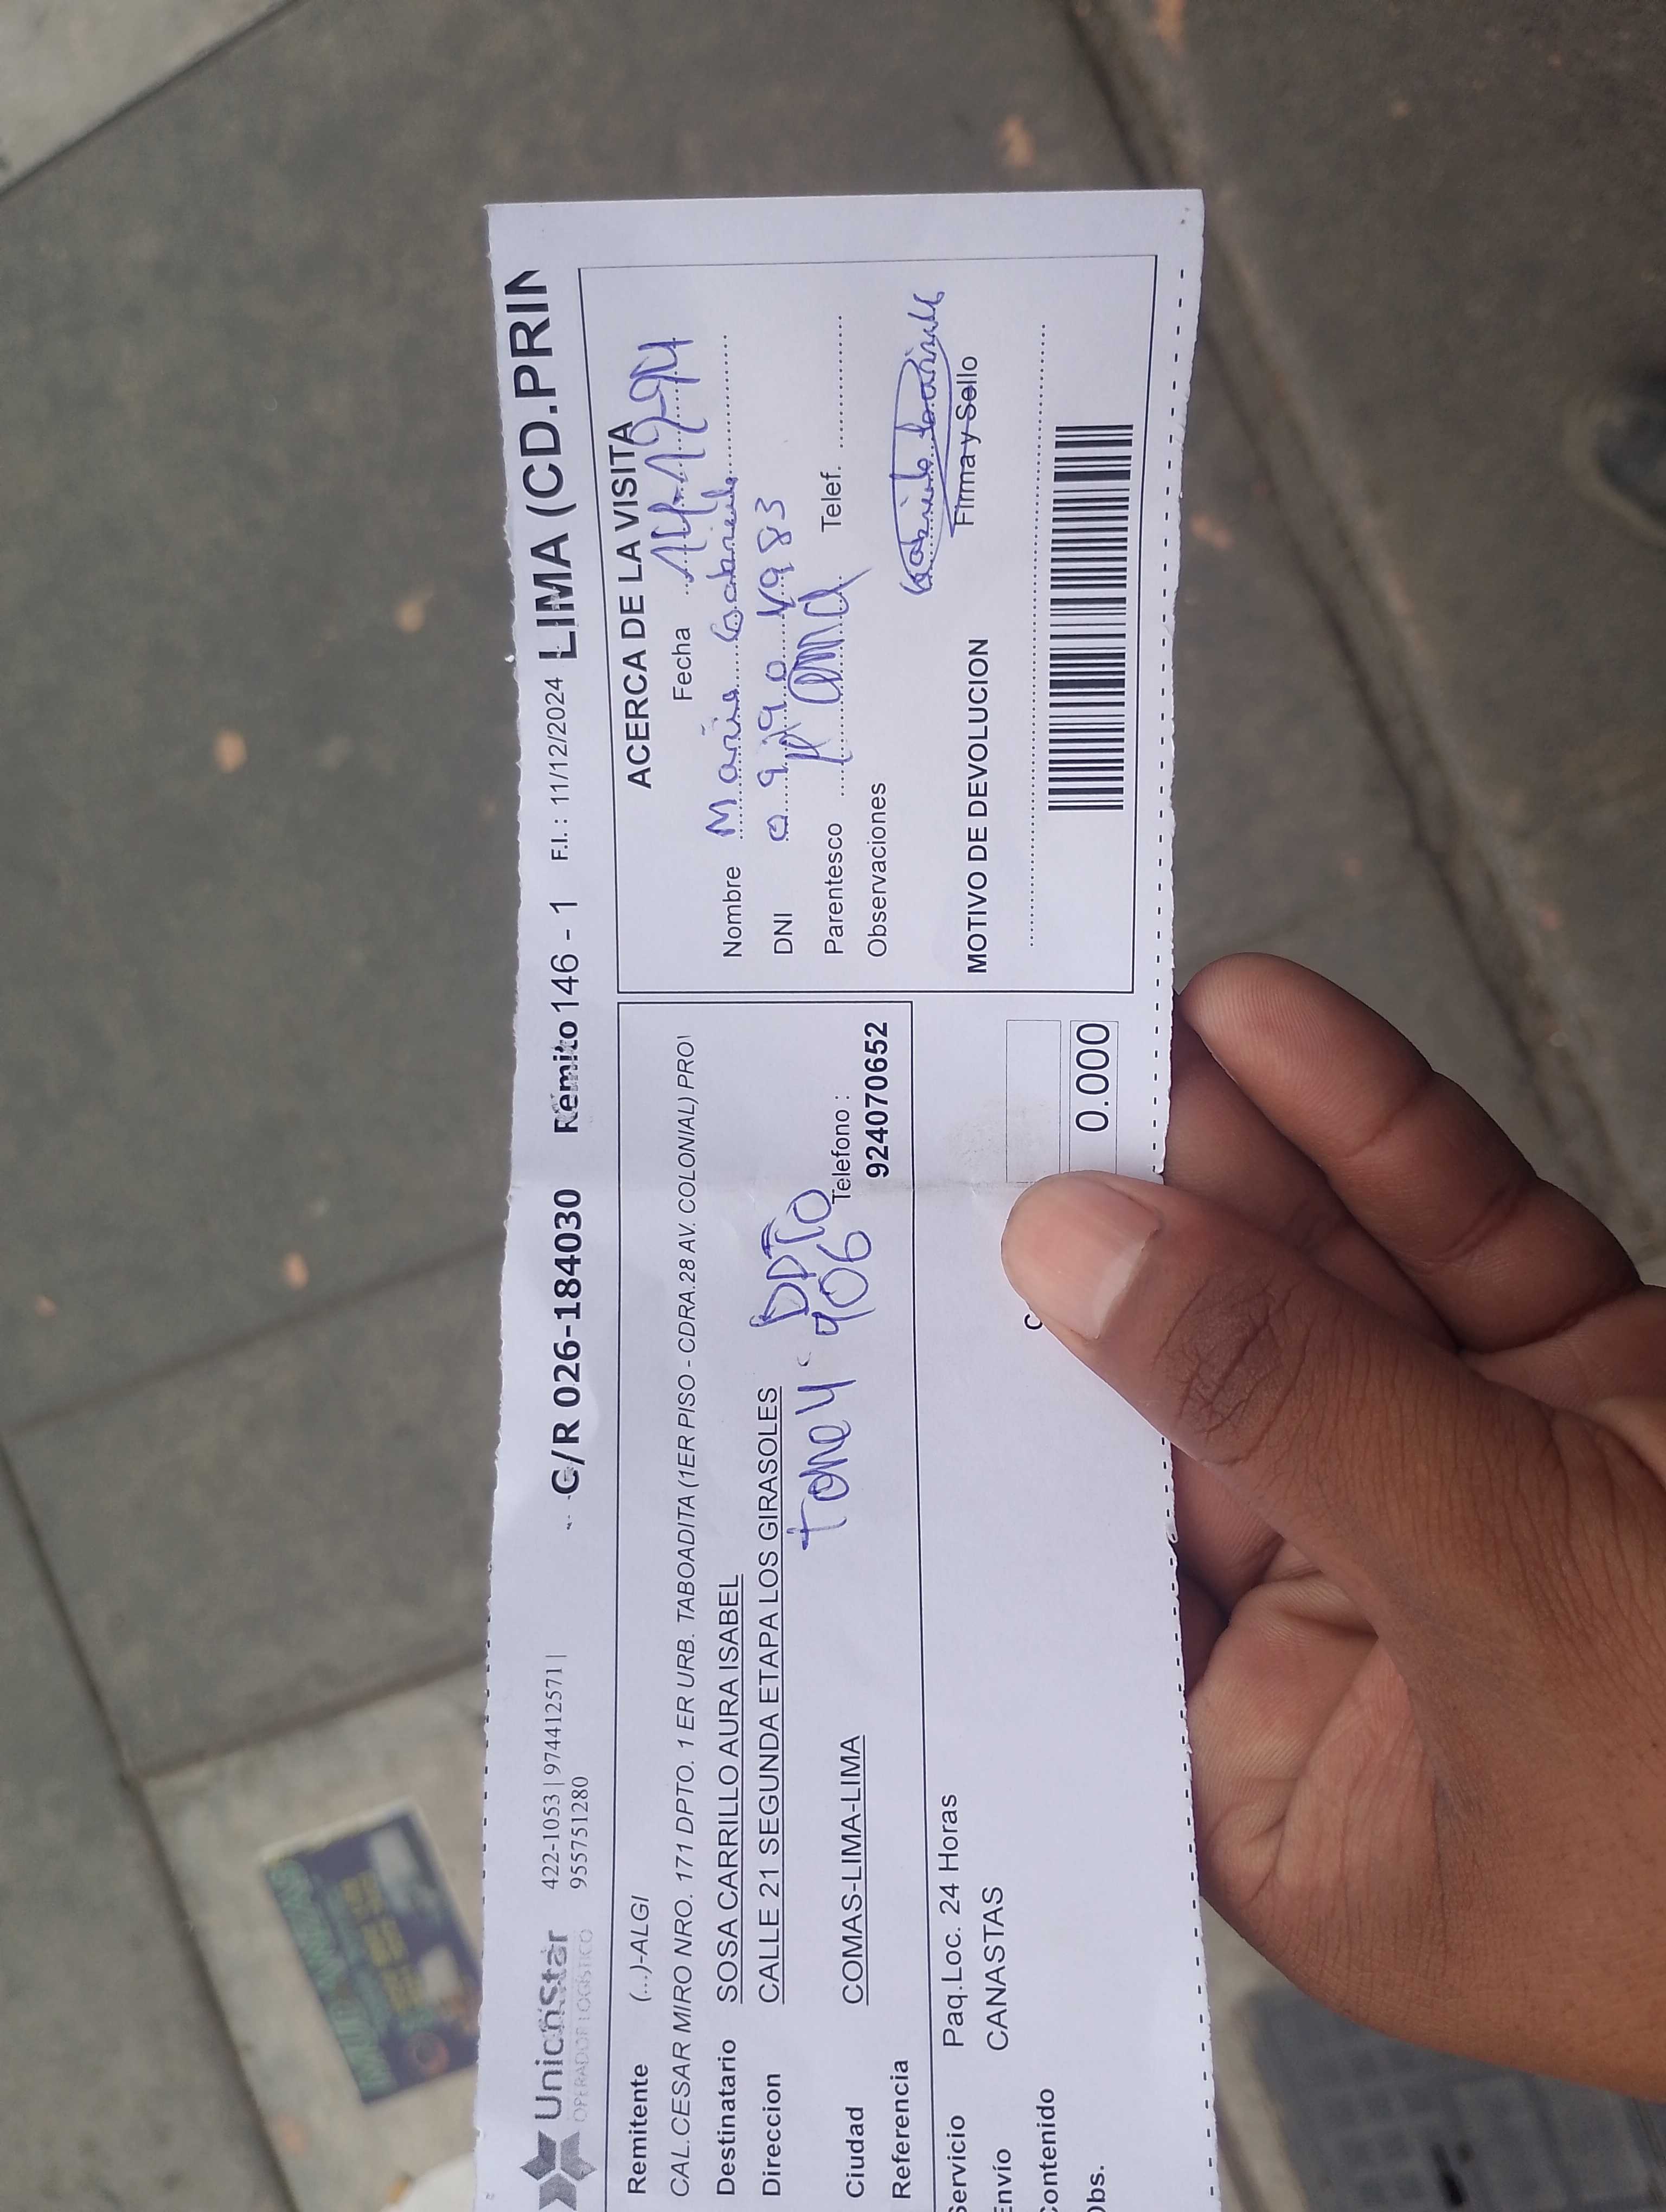 UnionStar
OPERADOR LOGISTICO
422-1053 | 974412571 |
955751280
C/R 026-184030 Remito 146 - 1 F.I. : 11/12/2024 LIMA (CD.PRIN
Remitente (...)-ALGI
CAL.CESAR MIRO NRO. 171 DPTO. 1 ER URB. TABOADITA (1ER PISO - CDRA.28 AV. COLONIAL) PROV
Destinatario SOSA CARRILLO AURA ISABEL
Direccion CALLE 21 SEGUNDA ETAPA LOS GIRASOLES
Torre 4 DPTO
406
Ciudad COMAS-LIMA-LIMA
Telefono :
Referencia 924070652
Servicio Paq.Loc. 24 Horas
Envío CANASTAS
Contenido
Obs.
0.000
ACERCA DE LA VISITA
Fecha
Nombre Mario
DNI
Parentesco Telef.
Observaciones
Firma y Sello
MOTIVO DE DEVOLUCION